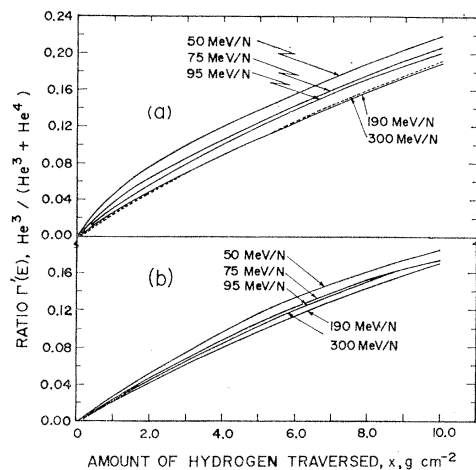 0.24
0.20
0.16
0.12
0.08
0.04
0.00
50 MeV/N
75 MeV/N
95 MeV/N
(a)
190 MeV/N
300 MeV/N
0.16
0.12
0.08
0.04
0.00
50 MeV/N
75 MeV/N
95 MeV/N
(b)
190 MeV/N
300 MeV/N
0 2.0 4.0 6.0 8.0 10.0
RATIO Γ'(E), He³ / (He³ + He⁴)
AMOUNT OF HYDROGEN TRAVERSED, x, g cm⁻²